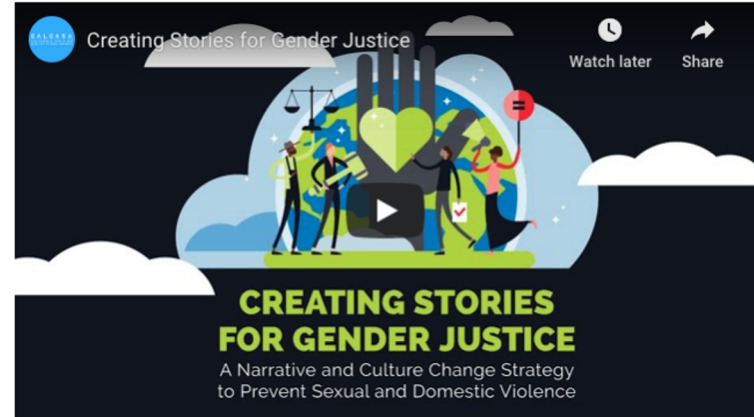 CALCASA
Creating Stories for Gender Justice
Watch later
Share
=
CREATING STORIES
FOR GENDER JUSTICE
A Narrative and Culture Change Strategy
to Prevent Sexual and Domestic Violence